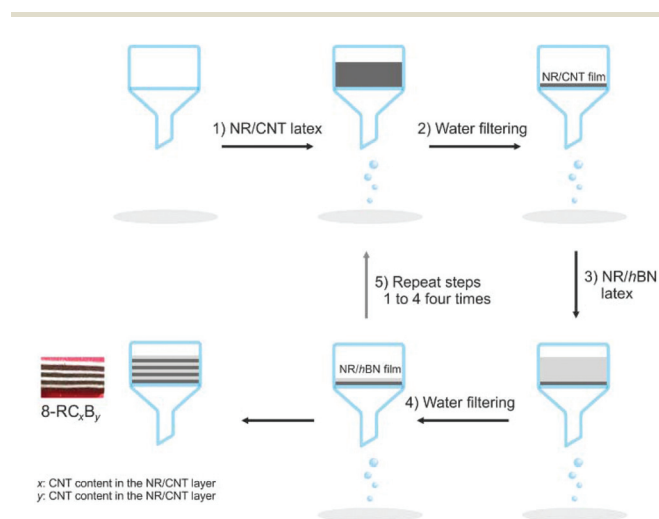 1) NR/CNT latex
2) Water filtering
NR/CNT film
3) NR/hBN
latex
5) Repeat steps
1 to 4 four times
NR/hBN film
4) Water filtering
8-RCxBy
x: CNT content in the NR/CNT layer
y: CNT content in the NR/CNT layer